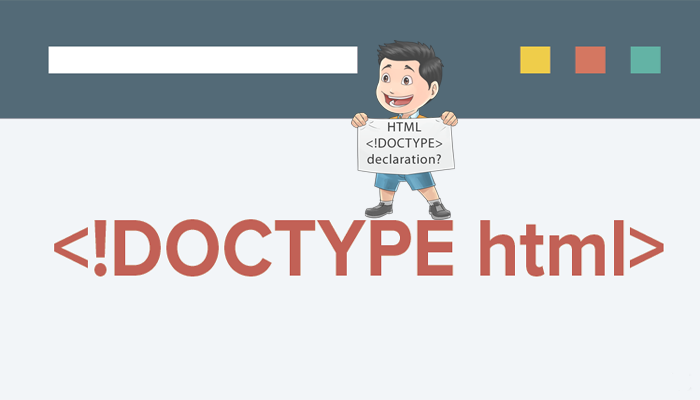 HTML
<!DOCTYPE>
declaration?
<!DOCTYPE html>